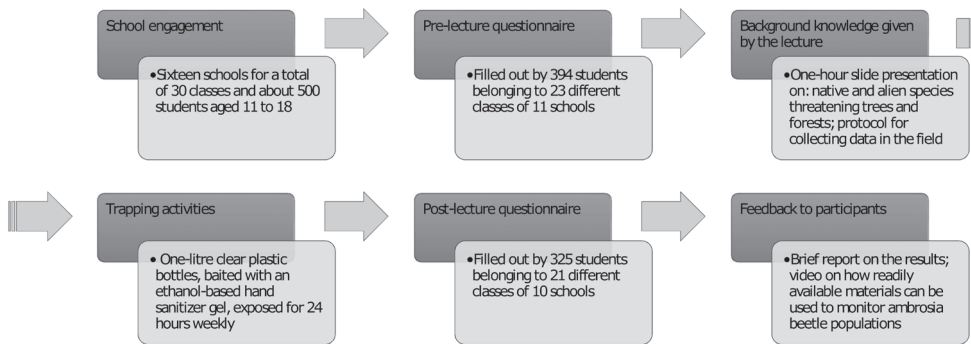 School engagement
•Sixteen schools for a total
of 30 classes and about 500
students aged 11 to 18
Pre-lecture questionnaire
•Filled out by 394 students
belonging to 23 different
classes of 11 schools
Background knowledge given
by the lecture
•One-hour slide presentation
on: native and alien species
threatening trees and
forests; protocol for
collecting data in the field
Trapping activities
• One-litre clear plastic
bottles, baited with an
ethanol-based hand
sanitizer gel, exposed for 24
hours weekly
Post-lecture questionnaire
•Filled out by 325 students
belonging to 21 different
classes of 10 schools
Feedback to participants
•Brief report on the results;
video on how readily
available materials can be
used to monitor ambrosia
beetle populations